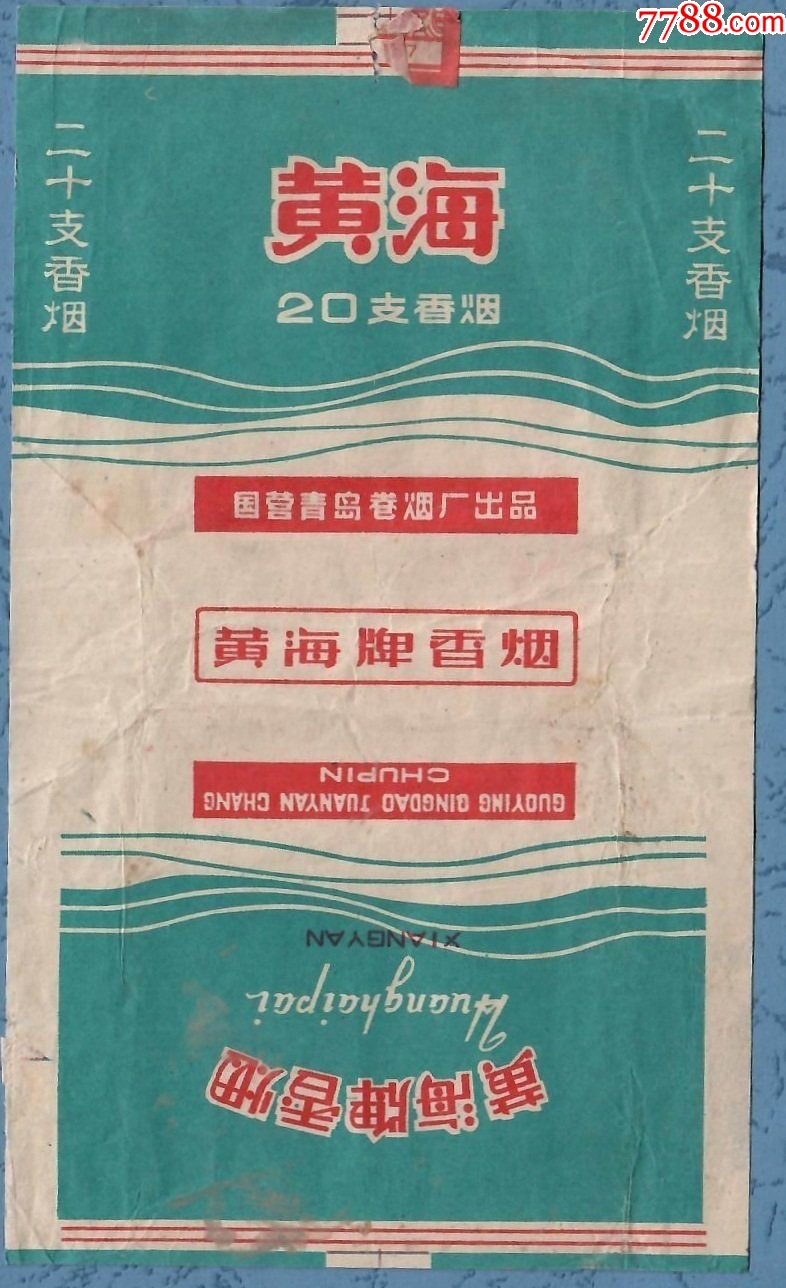 7788.com
二十支香烟
黄海
20支香烟
二十支香烟
国营青岛卷烟厂出品
黄海牌香烟
GUOYING QINGDAO JUANYAN CHANG
CHUPIN
黄海牌香烟
Huanghaipai
XIANGYAN